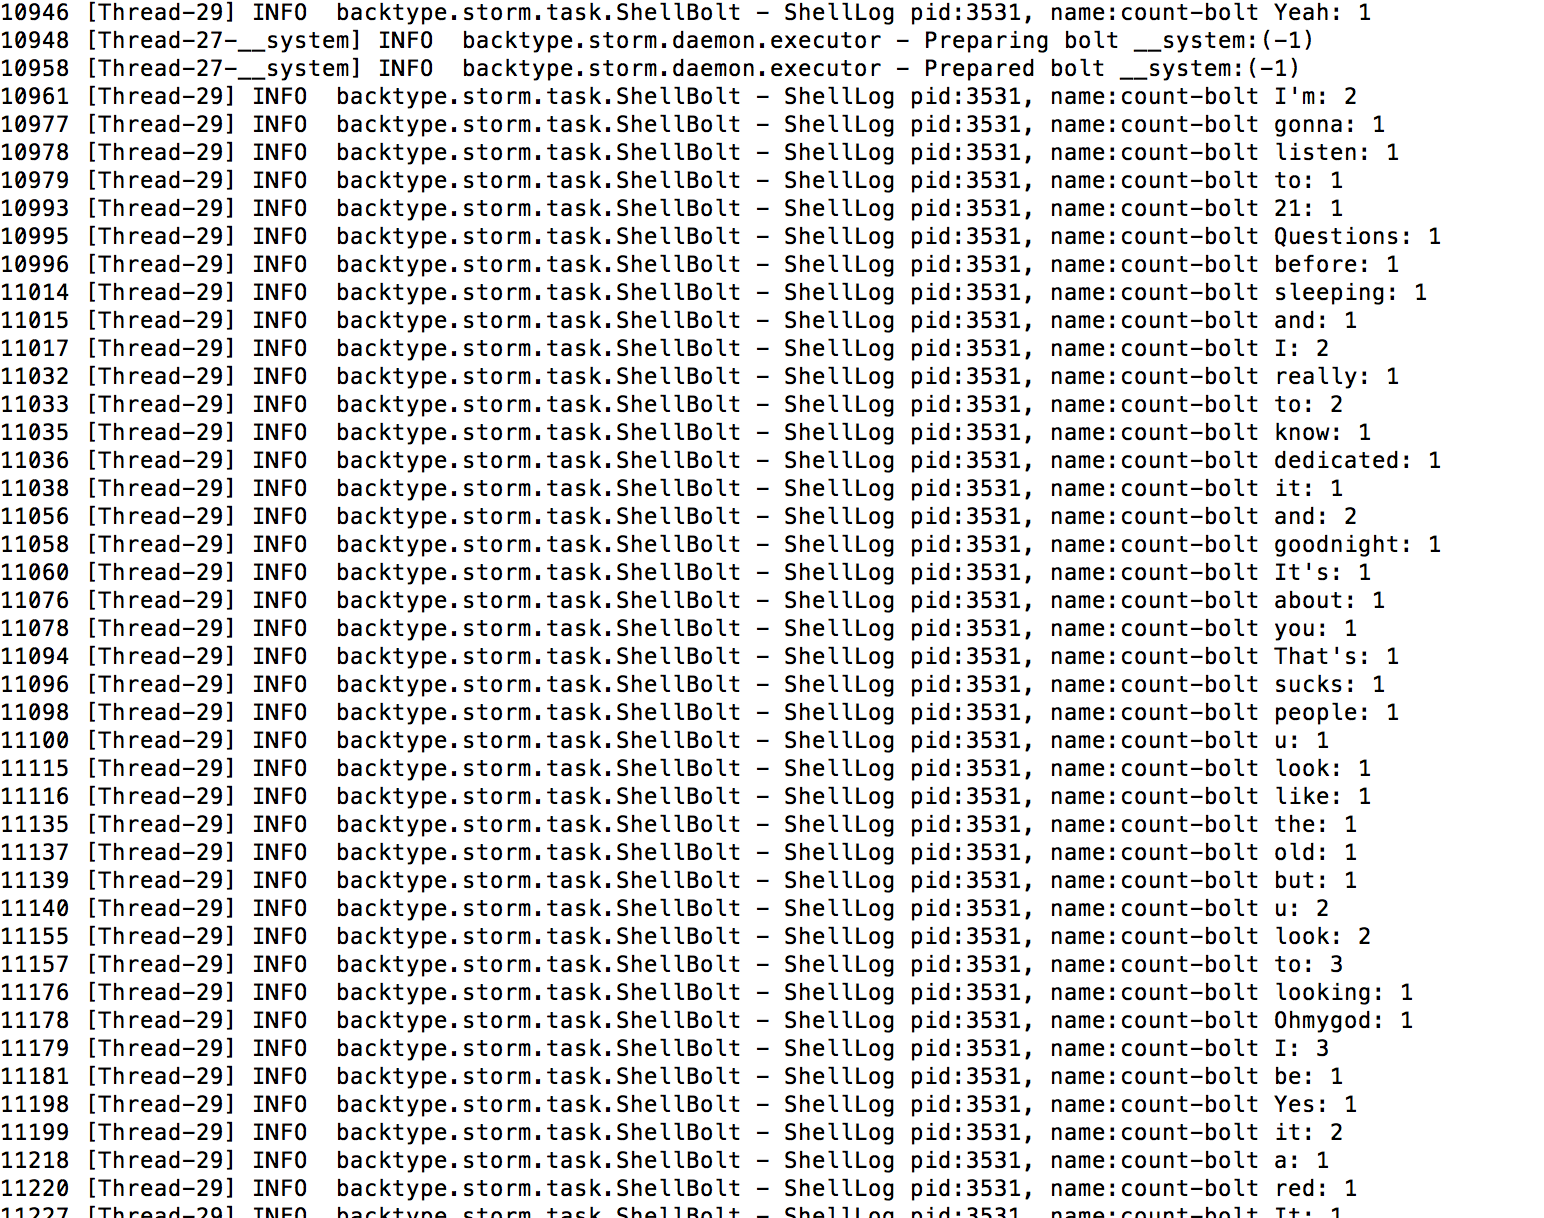 10946 [Thread-29] INFO  backtype.storm.task.ShellBolt - ShellLog pid:3531, name:count-bolt Yeah: 1
10948 [Thread-27-__system] INFO  backtype.storm.daemon.executor - Preparing bolt __system:(-1)
10958 [Thread-27-__system] INFO  backtype.storm.daemon.executor - Prepared bolt __system:(-1)
10961 [Thread-29] INFO  backtype.storm.task.ShellBolt - ShellLog pid:3531, name:count-bolt I'm: 2
10977 [Thread-29] INFO  backtype.storm.task.ShellBolt - ShellLog pid:3531, name:count-bolt gonna: 1
10978 [Thread-29] INFO  backtype.storm.task.ShellBolt - ShellLog pid:3531, name:count-bolt listen: 1
10979 [Thread-29] INFO  backtype.storm.task.ShellBolt - ShellLog pid:3531, name:count-bolt to: 1
10993 [Thread-29] INFO  backtype.storm.task.ShellBolt - ShellLog pid:3531, name:count-bolt 21: 1
10995 [Thread-29] INFO  backtype.storm.task.ShellBolt - ShellLog pid:3531, name:count-bolt Questions: 1
10996 [Thread-29] INFO  backtype.storm.task.ShellBolt - ShellLog pid:3531, name:count-bolt before: 1
11014 [Thread-29] INFO  backtype.storm.task.ShellBolt - ShellLog pid:3531, name:count-bolt sleeping: 1
11015 [Thread-29] INFO  backtype.storm.task.ShellBolt - ShellLog pid:3531, name:count-bolt and: 1
11017 [Thread-29] INFO  backtype.storm.task.ShellBolt - ShellLog pid:3531, name:count-bolt I: 2
11032 [Thread-29] INFO  backtype.storm.task.ShellBolt - ShellLog pid:3531, name:count-bolt really: 1
11033 [Thread-29] INFO  backtype.storm.task.ShellBolt - ShellLog pid:3531, name:count-bolt to: 2
11035 [Thread-29] INFO  backtype.storm.task.ShellBolt - ShellLog pid:3531, name:count-bolt know: 1
11036 [Thread-29] INFO  backtype.storm.task.ShellBolt - ShellLog pid:3531, name:count-bolt dedicated: 1
11038 [Thread-29] INFO  backtype.storm.task.ShellBolt - ShellLog pid:3531, name:count-bolt it: 1
11056 [Thread-29] INFO  backtype.storm.task.ShellBolt - ShellLog pid:3531, name:count-bolt and: 2
11058 [Thread-29] INFO  backtype.storm.task.ShellBolt - ShellLog pid:3531, name:count-bolt goodnight: 1
11060 [Thread-29] INFO  backtype.storm.task.ShellBolt - ShellLog pid:3531, name:count-bolt It's: 1
11076 [Thread-29] INFO  backtype.storm.task.ShellBolt - ShellLog pid:3531, name:count-bolt about: 1
11078 [Thread-29] INFO  backtype.storm.task.ShellBolt - ShellLog pid:3531, name:count-bolt you: 1
11094 [Thread-29] INFO  backtype.storm.task.ShellBolt - ShellLog pid:3531, name:count-bolt That's: 1
11096 [Thread-29] INFO  backtype.storm.task.ShellBolt - ShellLog pid:3531, name:count-bolt sucks: 1
11098 [Thread-29] INFO  backtype.storm.task.ShellBolt - ShellLog pid:3531, name:count-bolt people: 1
11100 [Thread-29] INFO  backtype.storm.task.ShellBolt - ShellLog pid:3531, name:count-bolt u: 1
11115 [Thread-29] INFO  backtype.storm.task.ShellBolt - ShellLog pid:3531, name:count-bolt look: 1
11116 [Thread-29] INFO  backtype.storm.task.ShellBolt - ShellLog pid:3531, name:count-bolt like: 1
11135 [Thread-29] INFO  backtype.storm.task.ShellBolt - ShellLog pid:3531, name:count-bolt the: 1
11137 [Thread-29] INFO  backtype.storm.task.ShellBolt - ShellLog pid:3531, name:count-bolt old: 1
11139 [Thread-29] INFO  backtype.storm.task.ShellBolt - ShellLog pid:3531, name:count-bolt but: 1
11140 [Thread-29] INFO  backtype.storm.task.ShellBolt - ShellLog pid:3531, name:count-bolt u: 2
11155 [Thread-29] INFO  backtype.storm.task.ShellBolt - ShellLog pid:3531, name:count-bolt look: 2
11157 [Thread-29] INFO  backtype.storm.task.ShellBolt - ShellLog pid:3531, name:count-bolt to: 3
11176 [Thread-29] INFO  backtype.storm.task.ShellBolt - ShellLog pid:3531, name:count-bolt looking: 1
11178 [Thread-29] INFO  backtype.storm.task.ShellBolt - ShellLog pid:3531, name:count-bolt Ohmygod: 1
11179 [Thread-29] INFO  backtype.storm.task.ShellBolt - ShellLog pid:3531, name:count-bolt I: 3
11181 [Thread-29] INFO  backtype.storm.task.ShellBolt - ShellLog pid:3531, name:count-bolt be: 1
11198 [Thread-29] INFO  backtype.storm.task.ShellBolt - ShellLog pid:3531, name:count-bolt Yes: 1
11199 [Thread-29] INFO  backtype.storm.task.ShellBolt - ShellLog pid:3531, name:count-bolt it: 2
11218 [Thread-29] INFO  backtype.storm.task.ShellBolt - ShellLog pid:3531, name:count-bolt a: 1
11220 [Thread-29] INFO  backtype.storm.task.ShellBolt - ShellLog pid:3531, name:count-bolt red: 1
11227 [Thread-29] INFO  backtype.storm.task.ShellBolt - ShellLog pid:3531, name:count-bolt It: 1